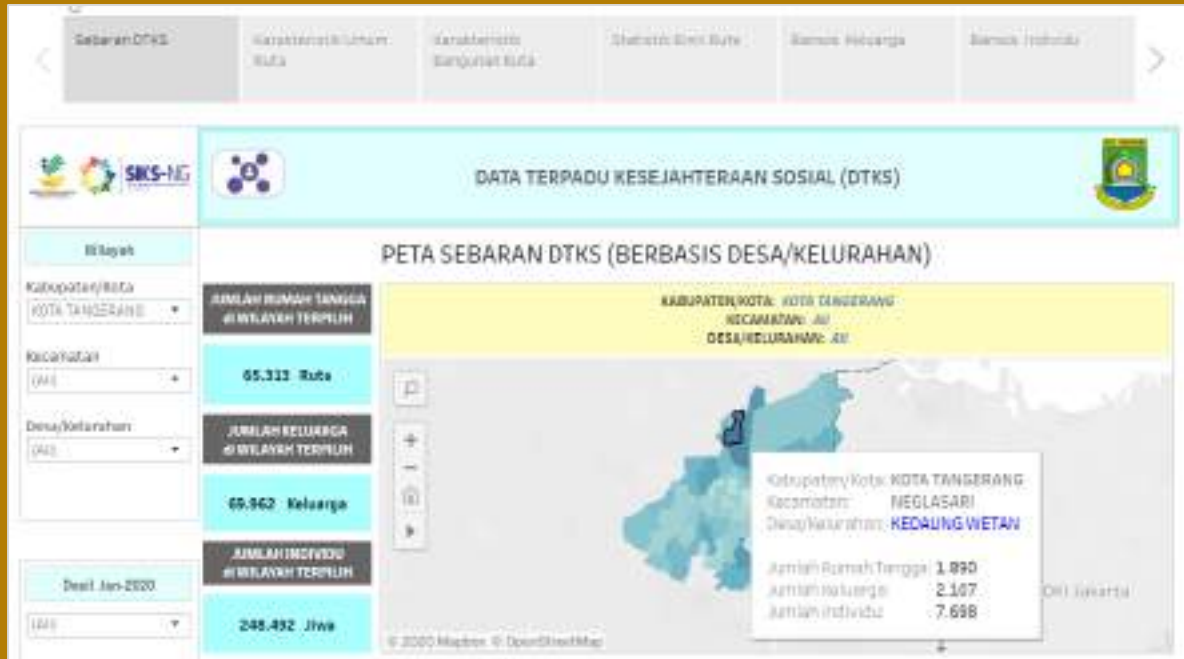 Sebaran DTKS
Karakteristik Umum
Ruta
Karakteristik
Bangunan Ruta
Statistik Bikit Ruta
Bansos Keluarga
Bansos Individu
SIKS-NG
DATA TERPADU KESEJAHTERAAN SOSIAL (DTKS)
Wilayah
PETA SEBARAN DTKS (BERBASIS DESA/KELURAHAN)
Kabupaten/Kota
KOTA TANGERANG
Kecamatan
(All)
Desa/Kelurahan
(All)
JUMLAH RUMAH TANGGA
di WILAYAH TERPILIH
65.313 Ruta
JUMLAH KELUARGA
di WILAYAH TERPILIH
69.962 Keluarga
JUMLAH INDIVIDU
di WILAYAH TERPILIH
248.492 Jiwa
Desil Jan-2020
(All)
KABUPATEN/KOTA: KOTA TANGERANG
KECAMATAN: All
DESA/KELURAHAN: All
Kabupaten/Kota: KOTA TANGERANG
Kecamatan: NEGLASARI
Desa/Kelurahan: KEDAUNG WETAN
Jumlah Rumah Tangga: 1.890
Jumlah Keluarga: 2.167
Jumlah Individu: 7.698
DKI Jakarta
© 2020 Mapbox © OpenStreetMap